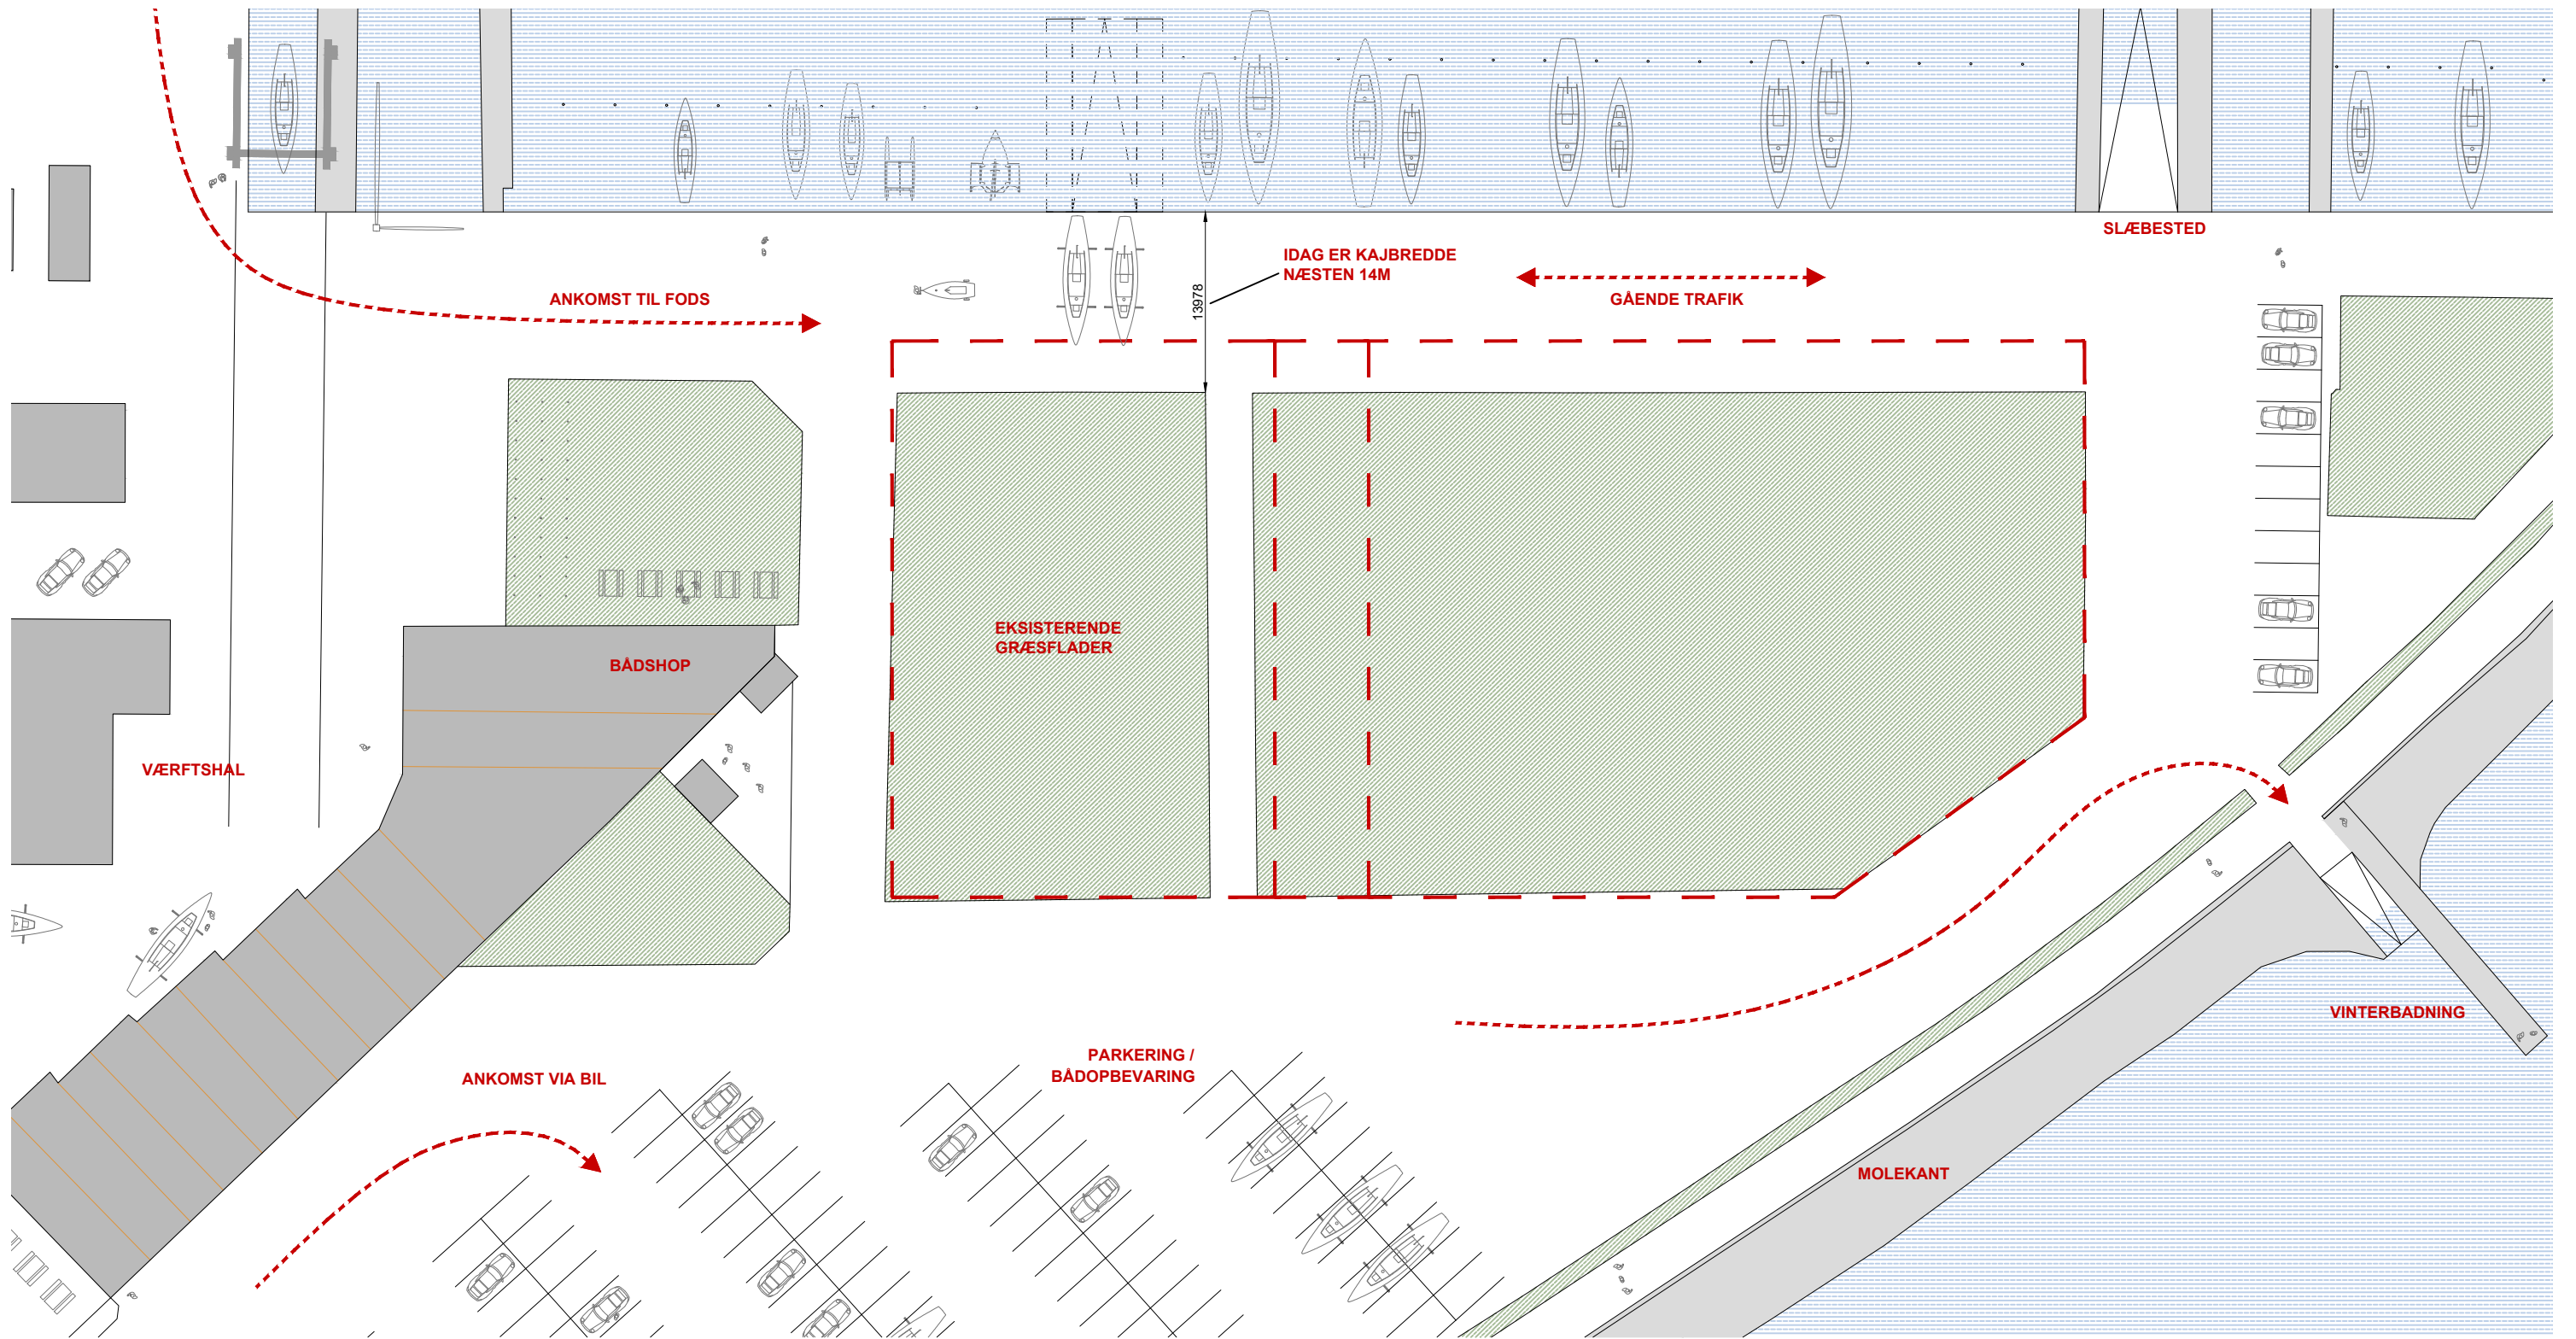 SLÆBESTED
IDAG ER KAJBREDDE
NÆSTEN 14M
13978
ANKOMST TIL FODS
GÅENDE TRAFIK
EKSISTERENDE
GRÆSFLADER
BÅDSHOP
VÆRFTSHAL
VINTERBADNING
PARKERING /
BÅDOPBEVARING
ANKOMST VIA BIL
MOLEKANT